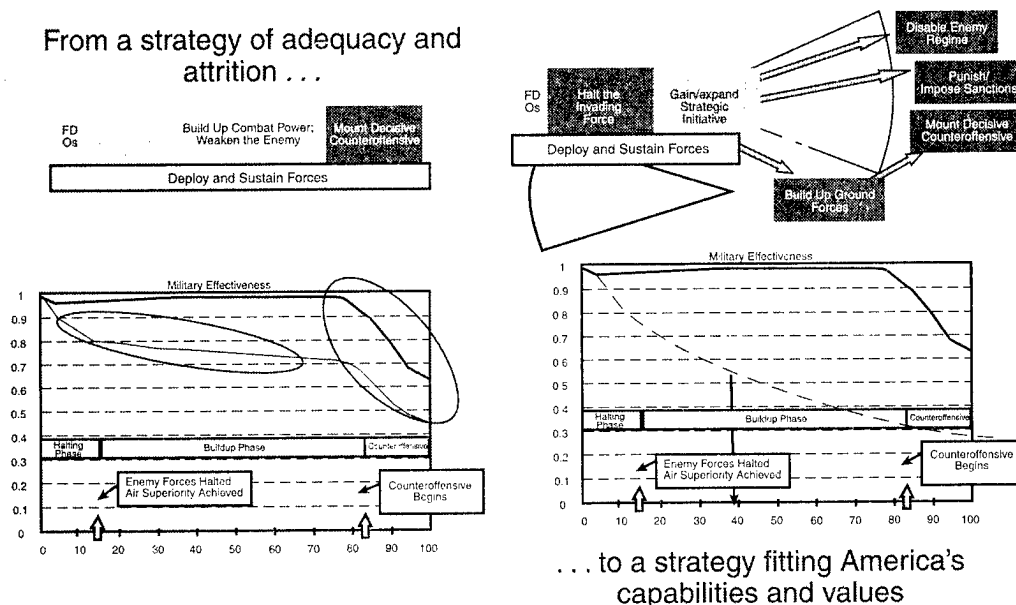 From a strategy of adequacy and
attrition . . .
FD
Os
Build Up Combat Power;
Weaken the Enemy
Mount Decisive
Counteroffensive
Deploy and Sustain Forces
Military Effectiveness
1
0.9
0.8
0.7
0.6
0.5
0.4
0.3
0.2
0.1
0
Halting
Phase
Buildup Phase
Counteroffensive
Enemy Forces Halted
Air Superiority Achieved
Counteroffensive
Begins
0 10 20 30 40 50 60 70 80 90 100
FD
Os
Halt the
Invading
Force
Gain/expand
Strategic
Initiative
Disable Enemy
Regime
Punish/
Impose Sanctions
Mount Decisive
Counteroffensive
Deploy and Sustain Forces
Build Up Ground
Forces
Military Effectiveness
1
0.9
0.8
0.7
0.6
0.5
0.4
0.3
0.2
0.1
0
Halting
Phase
Buildup Phase
Counteroffensive
Enemy Forces Halted
Air Superiority Achieved
Counteroffensive
Begins
0 10 20 30 40 50 60 70 80 90 100
. . . to a strategy fitting America's
capabilities and values